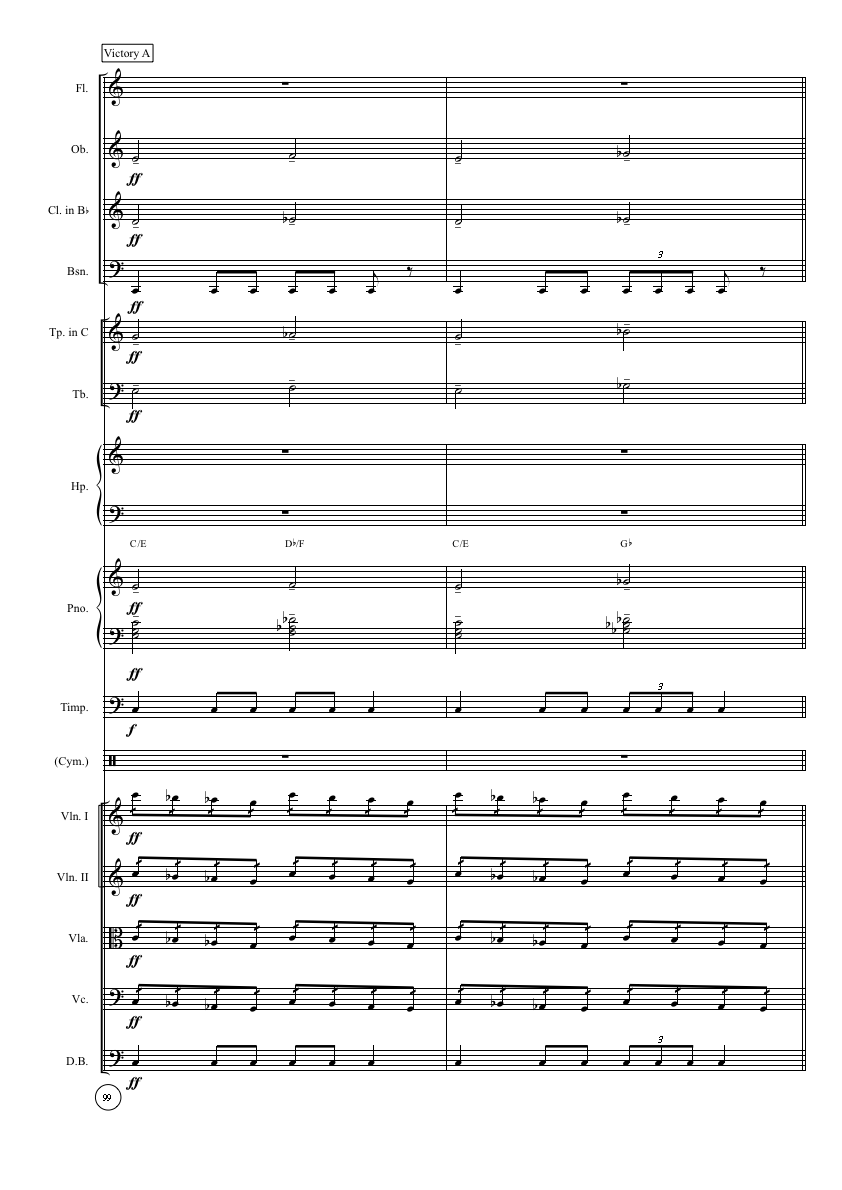 Victory A
Fl.
Ob.
ff
Cl. in B♭
ff
Bsn.
3
ff
Tp. in C
ff
Tb.
ff
Hp.
C/E D♭/F C/E G♭
Pno.
ff
ff
Timp.
3
f
(Cym.)
Vln. I
ff
Vln. II
ff
Vla.
ff
Vc.
ff
D.B.
3
ff
99